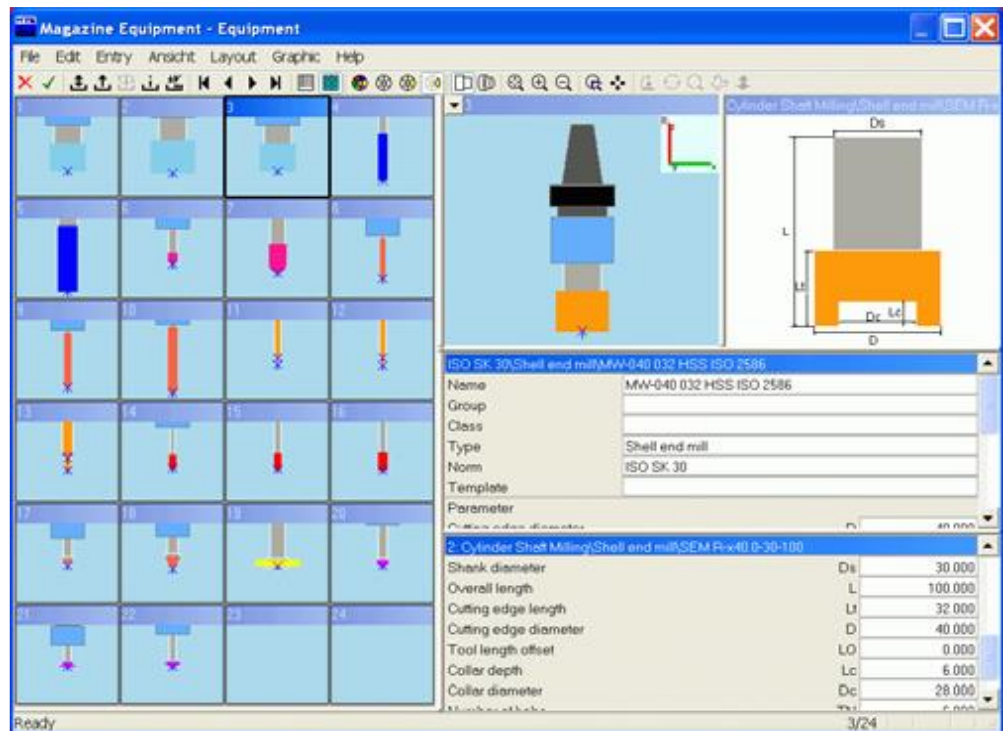 Magazine Equipment - Equipment
File Edit Entry Ansicht Layout Graphic Help
1 2 3 4
3
Cylinder Shaft Milling\Shell end mill\SEM R-x
Ds
L
Lt
Dc Lc
D
5 6 7 8
9 10 11 12
13 14 15 16
17 18 19 20
21 22 23 24
ISO SK 30\Shell end mill\MW-040 032 HSS ISO 2586
Name MW-040 032 HSS ISO 2586
Group
Class
Type Shell end mill
Norm ISO SK 30
Template
Parameter
Cutting edge diameter D 40.000
2: Cylinder Shaft Milling\Shell end mill\SEM R-x40.0-30-100
Shank diameter Ds 30.000
Overall length L 100.000
Cutting edge length Lt 32.000
Cutting edge diameter D 40.000
Tool length offset LO 0.000
Collar depth Lc 6.000
Collar diameter Dc 28.000
Ready 3/24